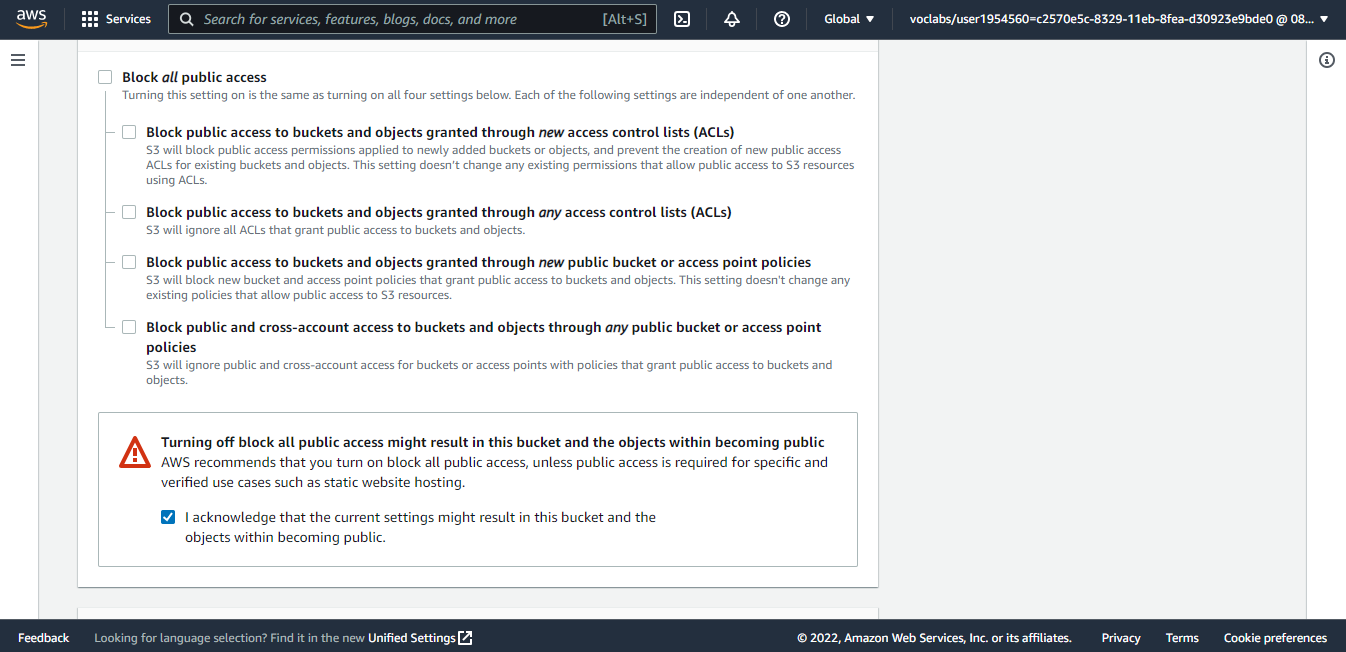 aws
Services
Search for services, features, blogs, docs, and more [Alt+S]
Global
voclabs/user1954560=c2570e5c-8329-11eb-8fea-d30923e9bde0 @ 08...
Block all public access
Turning this setting on is the same as turning on all four settings below. Each of the following settings are independent of one another.
Block public access to buckets and objects granted through new access control lists (ACLs)
S3 will block public access permissions applied to newly added buckets or objects, and prevent the creation of new public access
ACLs for existing buckets and objects. This setting doesn't change any existing permissions that allow public access to S3 resources
using ACLs.
Block public access to buckets and objects granted through any access control lists (ACLs)
S3 will ignore all ACLs that grant public access to buckets and objects.
Block public access to buckets and objects granted through new public bucket or access point policies
S3 will block new bucket and access point policies that grant public access to buckets and objects. This setting doesn't change any
existing policies that allow public access to S3 resources.
Block public and cross-account access to buckets and objects through any public bucket or access point
policies
S3 will ignore public and cross-account access for buckets or access points with policies that grant public access to buckets and
objects.
Turning off block all public access might result in this bucket and the objects within becoming public
AWS recommends that you turn on block all public access, unless public access is required for specific and
verified use cases such as static website hosting.
I acknowledge that the current settings might result in this bucket and the
objects within becoming public.
Feedback
Looking for language selection? Find it in the new Unified Settings
© 2022, Amazon Web Services, Inc. or its affiliates.
Privacy
Terms
Cookie preferences